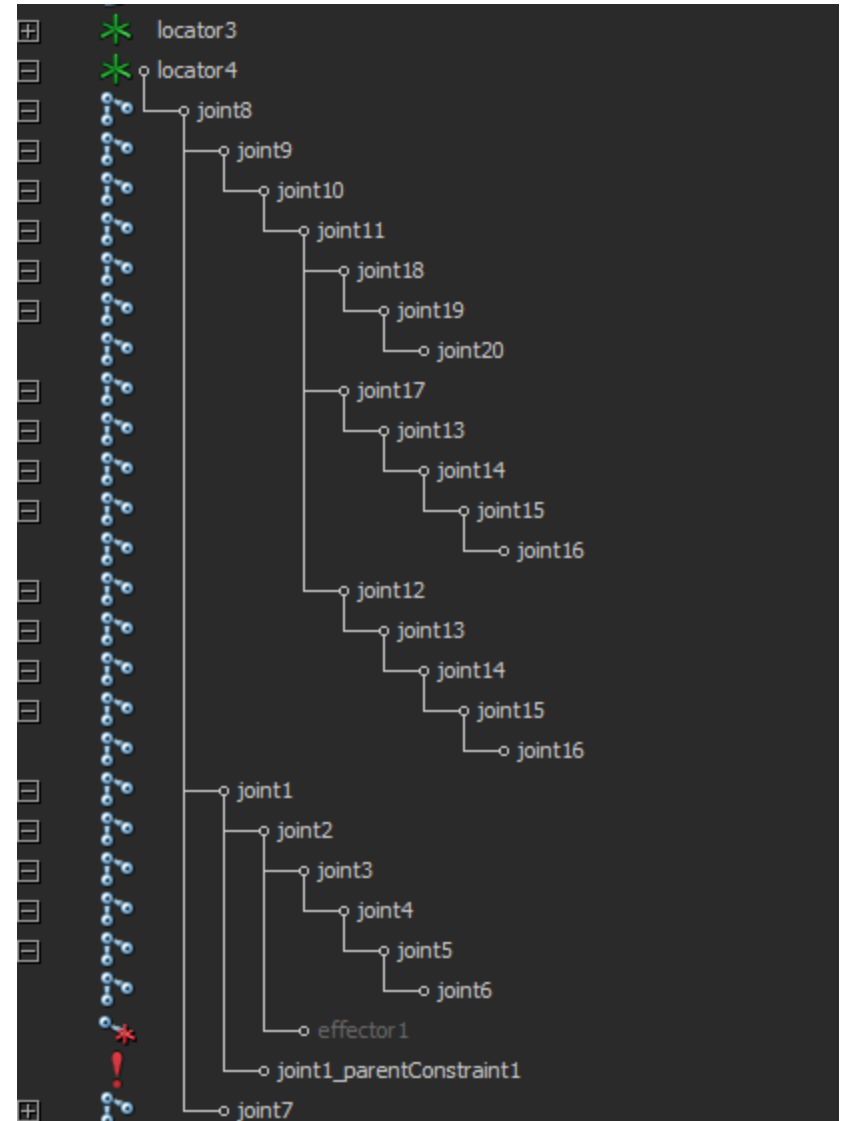 locator3
locator4
joint8
joint9
joint10
joint11
joint18
joint19
joint20
joint17
joint13
joint14
joint15
joint16
joint12
joint13
joint14
joint15
joint16
joint1
joint2
joint3
joint4
joint5
joint6
effector1
joint1_parentConstraint1
joint7